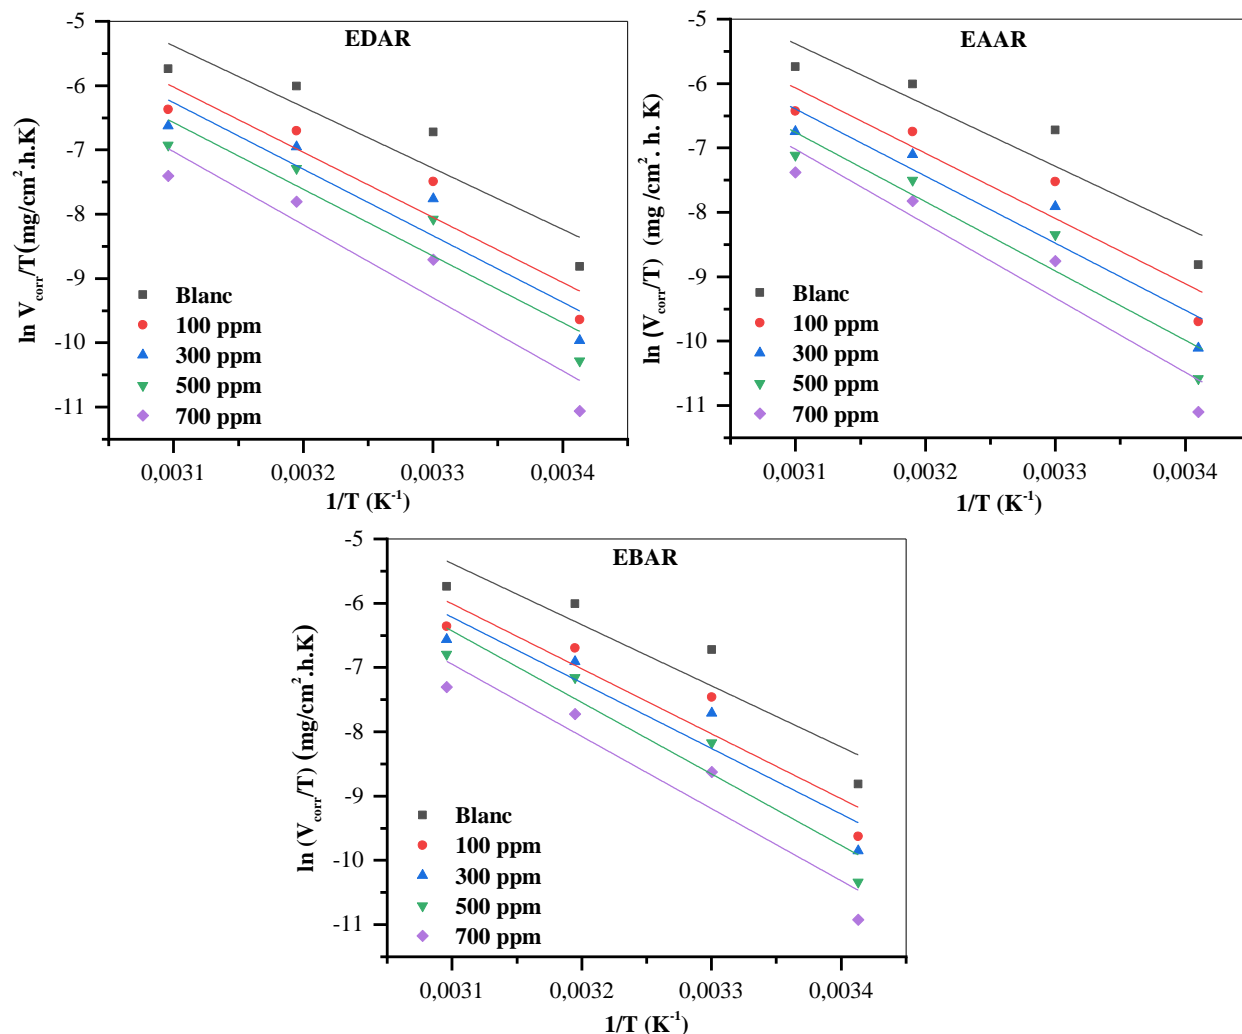 EDAR
ln V_corr/T(mg/cm².h.K)
-5
-6
-7
-8
-9
-10
-11
Blanc
100 ppm
300 ppm
500 ppm
700 ppm
0,0031 0,0032 0,0033 0,0034
1/T (K⁻¹)
EAAR
ln (V_corr/T) (mg /cm². h. K)
-5
-6
-7
-8
-9
-10
-11
Blanc
100 ppm
300 ppm
500 ppm
700 ppm
0,0031 0,0032 0,0033 0,0034
1/T (K⁻¹)
EBAR
ln (V_corr/T) (mg/cm².h.K)
-5
-6
-7
-8
-9
-10
-11
Blanc
100 ppm
300 ppm
500 ppm
700 ppm
0,0031 0,0032 0,0033 0,0034
1/T (K⁻¹)